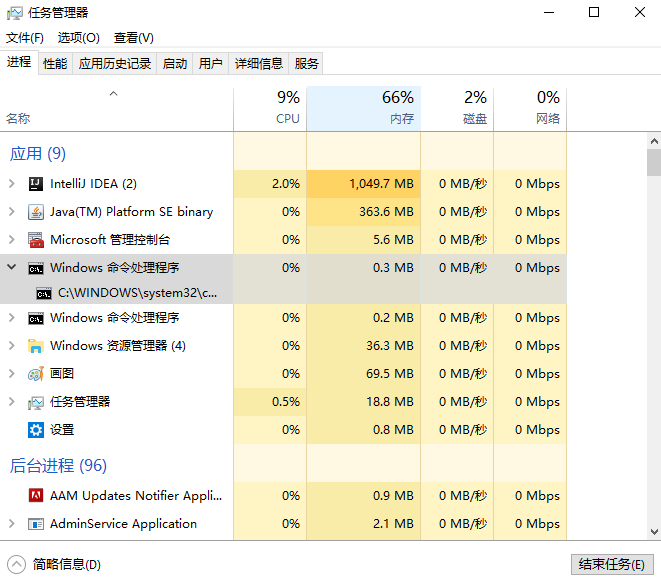 任务管理器
文件(F) 选项(O) 查看(V)
进程 性能 应用历史记录 启动 用户 详细信息 服务
9% 66% 2% 0%
名称 CPU 内存 磁盘 网络
应用 (9)
IntelliJ IDEA (2) 2.0% 1,049.7 MB 0 MB/秒 0 Mbps
Java(TM) Platform SE binary 0% 363.6 MB 0 MB/秒 0 Mbps
Microsoft 管理控制台 0% 5.6 MB 0 MB/秒 0 Mbps
Windows 命令处理程序 0% 0.3 MB 0 MB/秒 0 Mbps
C:\WINDOWS\system32\c...
Windows 命令处理程序 0% 0.2 MB 0 MB/秒 0 Mbps
Windows 资源管理器 (4) 0% 36.3 MB 0 MB/秒 0 Mbps
画图 0% 69.5 MB 0 MB/秒 0 Mbps
任务管理器 0.5% 18.8 MB 0 MB/秒 0 Mbps
设置 0% 0.8 MB 0 MB/秒 0 Mbps
后台进程 (96)
AAM Updates Notifier Appli... 0% 0.9 MB 0 MB/秒 0 Mbps
AdminService Application 0% 2.1 MB 0 MB/秒 0 Mbps
简略信息(D) 结束任务(E)